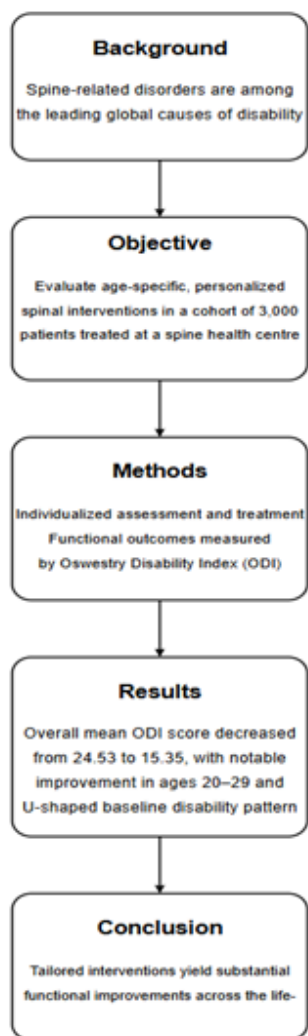 Background
Spine-related disorders are among
the leading global causes of disability
Objective
Evaluate age-specific, personalized
spinal interventions in a cohort of 3,000
patients treated at a spine health centre
Methods
Individualized assessment and treatment
Functional outcomes measured
by Oswestry Disability Index (ODI)
Results
Overall mean ODI score decreased
from 24.53 to 15.35, with notable
improvement in ages 20–29 and
U-shaped baseline disability pattern
Conclusion
Tailored interventions yield substantial
functional improvements across the life-